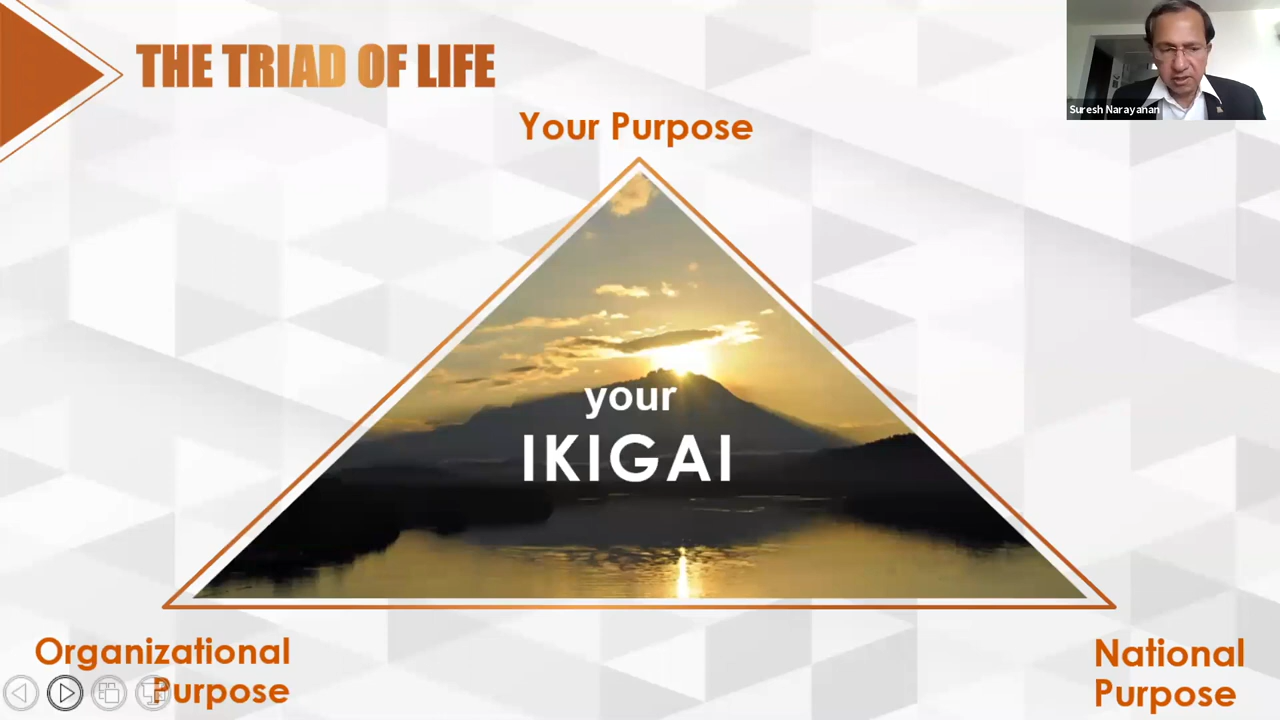 THE TRIAD OF LIFE
Suresh Narayanan
Your Purpose
your
IKIGAI
Organizational
Purpose
National
Purpose